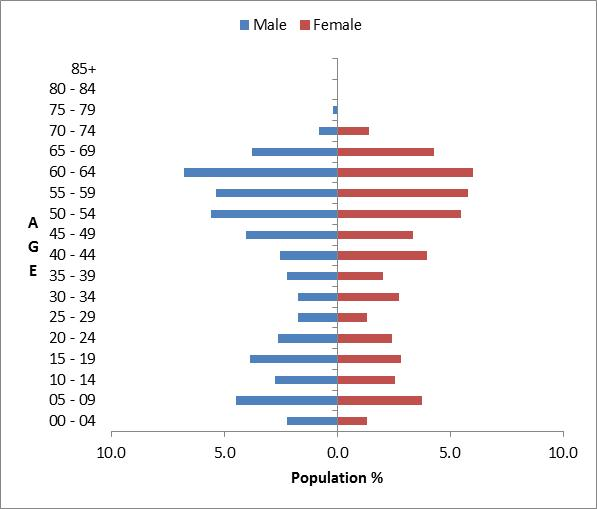 Male Female
85+
80 - 84
75 - 79
70 - 74
65 - 69
60 - 64
55 - 59
50 - 54
45 - 49
40 - 44
35 - 39
30 - 34
25 - 29
20 - 24
15 - 19
10 - 14
05 - 09
00 - 04
A
G
E
10.0 5.0 0.0 5.0 10.0
Population %